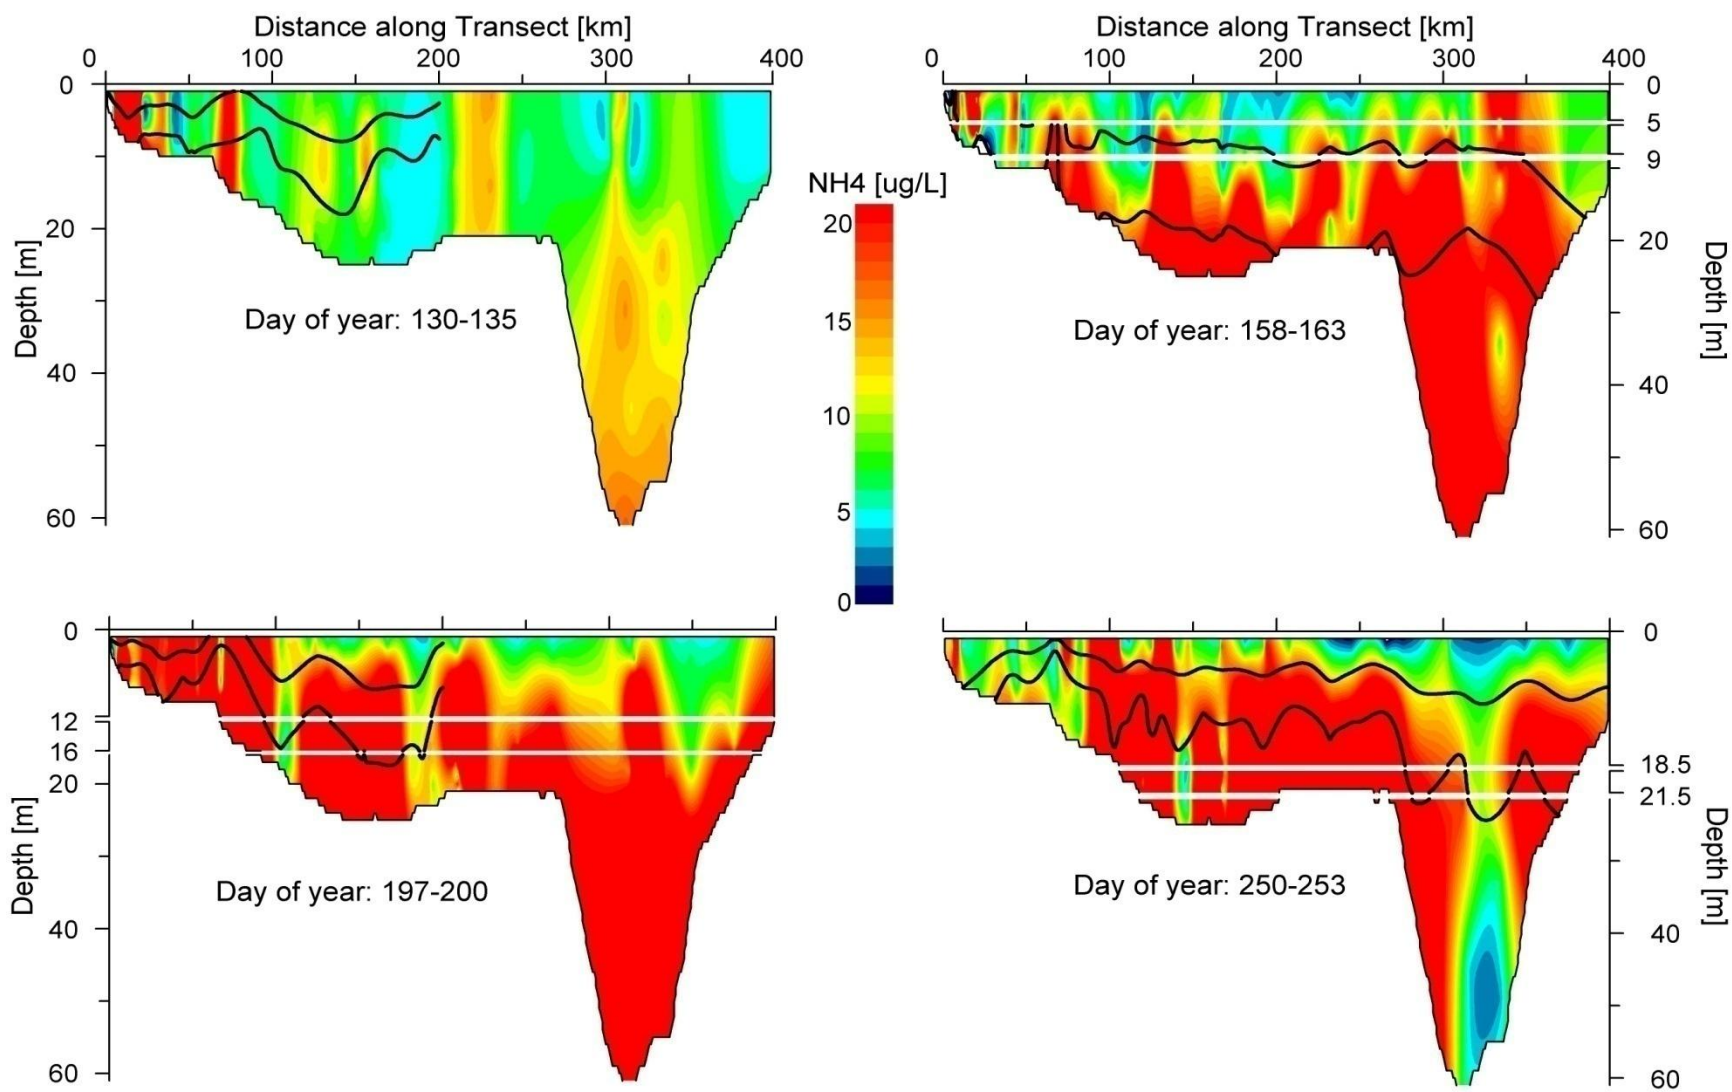 Distance along Transect [km]
0 100 200 300 400
0
20
40
60
Depth [m]
Day of year: 130-135
Distance along Transect [km]
0 100 200 300 400
0
5
9
20
40
60
Depth [m]
Day of year: 158-163
NH4 [ug/L]
20
15
10
5
0
0
12
16
20
40
60
Depth [m]
Day of year: 197-200
0
18.5
21.5
40
60
Depth [m]
Day of year: 250-253